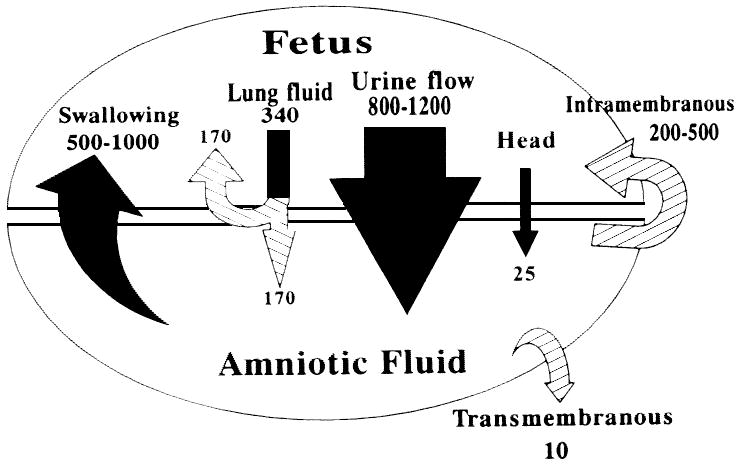 Fetus
Swallowing
500-1000
170
Lung fluid
340
Urine flow
800-1200
Head
Intramembranous
200-500
25
170
Amniotic Fluid
Transmembranous
10